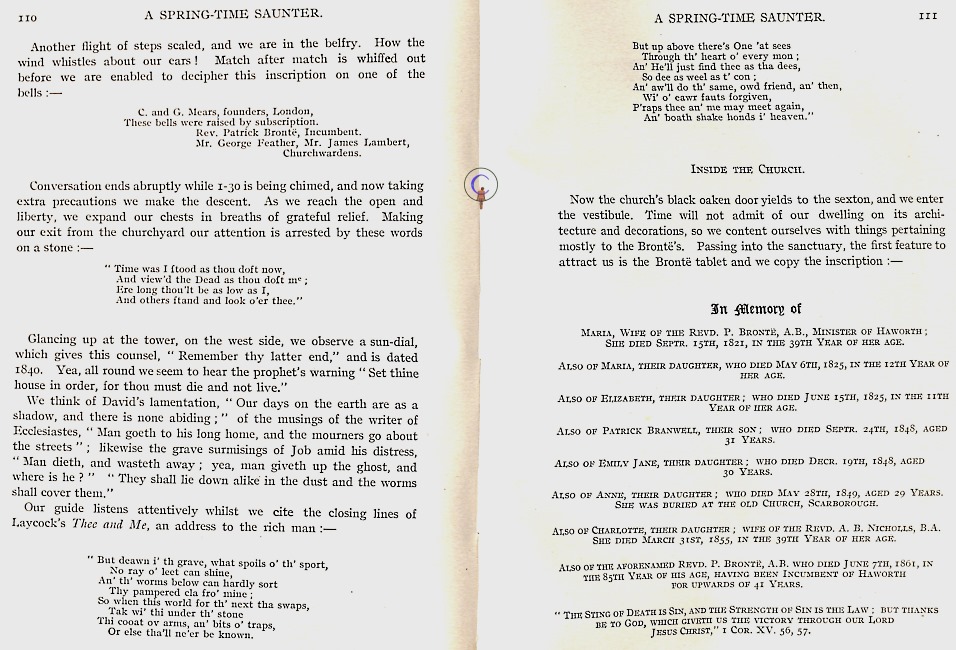 110
A SPRING-TIME SAUNTER.
Another flight of steps scaled, and we are in the belfry. How the
wind whistles about our ears! Match after match is whiffed out
before we are enabled to decipher this inscription on one of the
bells :—
C. and G. Mears, founders, London,
These bells were raised by subscription.
Rev. Patrick Brontë, Incumbent.
Mr. George Feather, Mr. James Lambert,
Churchwardens.
Conversation ends abruptly while 1-30 is being chimed, and now taking
extra precautions we make the descent. As we reach the open and
liberty, we expand our chests in breaths of grateful relief. Making
our exit from the churchyard our attention is arrested by these words
on a stone :—
" Time was I ftood as thou doft now,
And view'd the Dead as thou doft me ;
Ere long thou'lt be as low as I,
And others ftand and look o'er thee."
Glancing up at the tower, on the west side, we observe a sun-dial,
which gives this counsel, " Remember thy latter end," and is dated
1840. Yea, all round we seem to hear the prophet's warning " Set thine
house in order, for thou must die and not live."
We think of David's lamentation, " Our days on the earth are as a
shadow, and there is none abiding ; " of the musings of the writer of
Ecclesiastes, " Man goeth to his long home, and the mourners go about
the streets " ; likewise the grave surmisings of Job amid his distress,
" Man dieth, and wasteth away ; yea, man giveth up the ghost, and
where is he ? " " They shall lie down alike in the dust and the worms
shall cover them."
Our guide listens attentively whilst we cite the closing lines of
Laycock's Thee and Me, an address to the rich man :—
" But deawn i' th grave, what spoils o' th' sport,
No ray o' leet can shine,
An' th' worms below can hardly sort
Thy pampered cla fro' mine ;
So when this world for th' next tha swaps,
Tak wi' thi under th' stone
Thi cooat ov arms, an' bits o' traps,
Or else tha'll ne'er be known.
A SPRING-TIME SAUNTER.
111
But up above there's One 'at sees
Through th' heart o' every mon ;
An' He'll just find thee as tha dees,
So dee as weel as t' con ;
An' aw'll do th' same, owd friend, an' then,
Wi' o' eawr fauts forgiven,
P'raps thee an' me may meet again,
An' boath shake honds i' heaven."
INSIDE THE CHURCH.
Now the church's black oaken door yields to the sexton, and we enter
the vestibule. Time will not admit of our dwelling on its archi-
tecture and decorations, so we content ourselves with things pertaining
mostly to the Brontë's. Passing into the sanctuary, the first feature to
attract us is the Brontë tablet and we copy the inscription :—
In Memory of
MARIA, WIFE OF THE REVD. P. BRONTË, A.B., MINISTER OF HAWORTH ;
SHE DIED SEPTR. 15TH, 1821, IN THE 39TH YEAR OF HER AGE.
ALSO OF MARIA, THEIR DAUGHTER, WHO DIED MAY 6TH, 1825, IN THE 12TH YEAR OF
HER AGE.
ALSO OF ELIZABETH, THEIR DAUGHTER ; WHO DIED JUNE 15TH, 1825, IN THE 11TH
YEAR OF HER AGE.
ALSO OF PATRICK BRANWELL, THEIR SON ; WHO DIED SEPTR. 24TH, 1848, AGED
31 YEARS.
ALSO OF EMILY JANE, THEIR DAUGHTER ; WHO DIED DECR. 19TH, 1848, AGED
30 YEARS.
ALSO OF ANNE, THEIR DAUGHTER ; WHO DIED MAY 28TH, 1849, AGED 29 YEARS.
SHE WAS BURIED AT THE OLD CHURCH, SCARBOROUGH.
ALSO OF CHARLOTTE, THEIR DAUGHTER ; WIFE OF THE REVD. A. B. NICHOLLS, B.A.
SHE DIED MARCH 31ST, 1855, IN THE 39TH YEAR OF HER AGE.
ALSO OF THE AFORENAMED REVD. P. BRONTË, A.B. WHO DIED JUNE 7TH, 1861, IN
THE 85TH YEAR OF HIS AGE, HAVING BEEN INCUMBENT OF HAWORTH
FOR UPWARDS OF 41 YEARS.
" THE STING OF DEATH IS SIN, AND THE STRENGTH OF SIN IS THE LAW ; BUT THANKS
BE TO GOD, WHICH GIVETH US THE VICTORY THROUGH OUR LORD
JESUS CHRIST," 1 COR. XV. 56, 57.